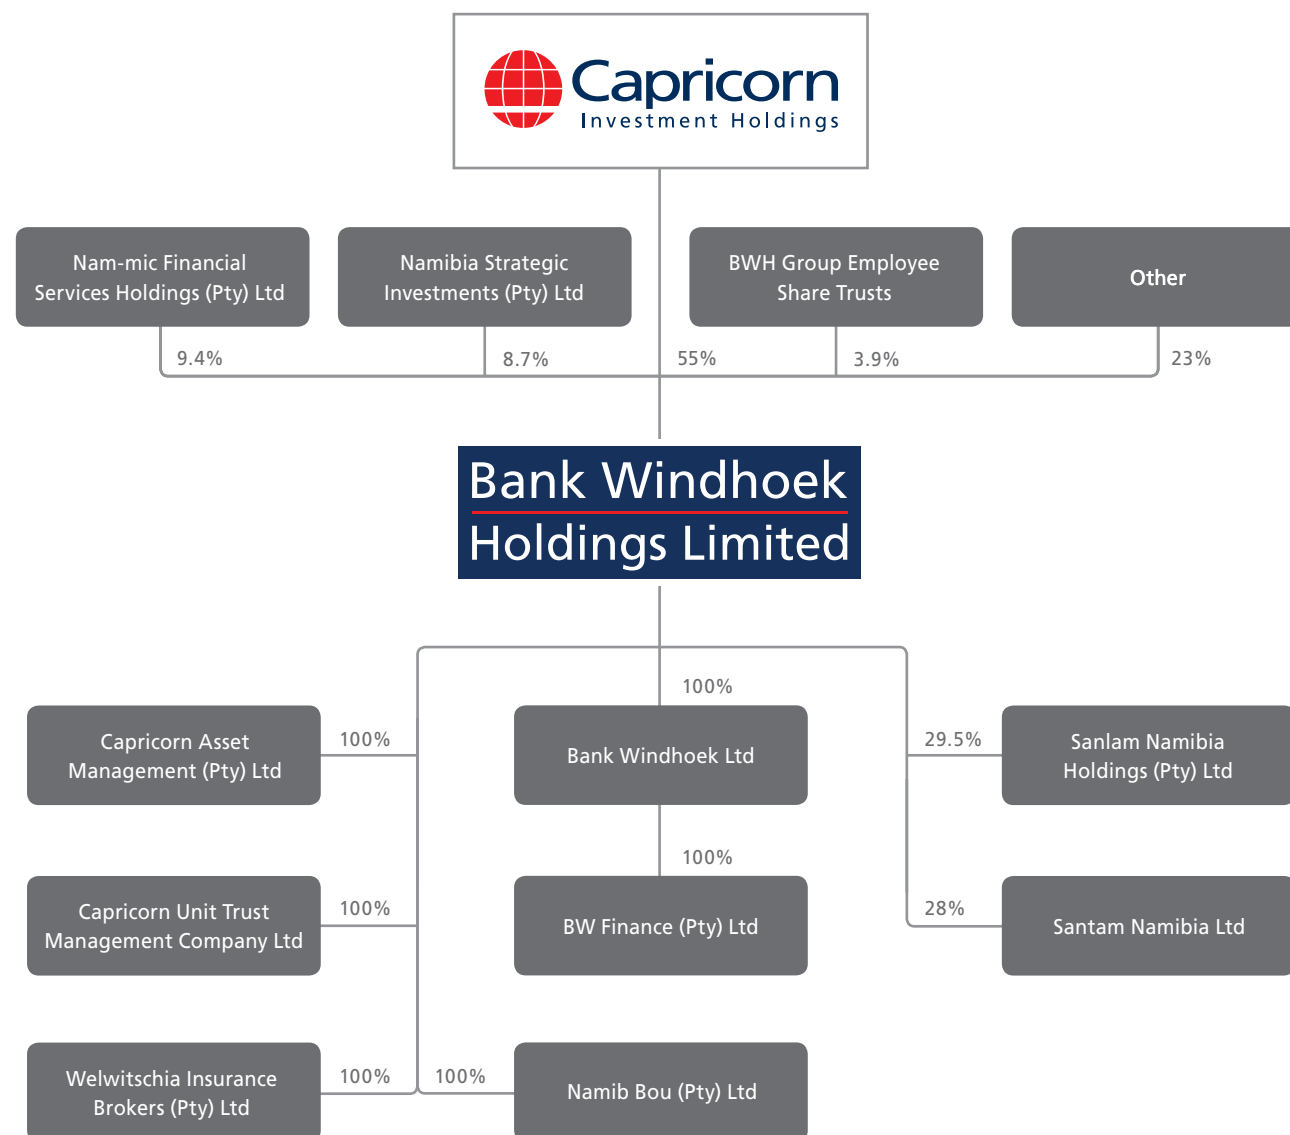 Capricorn
Investment Holdings
Nam-mic Financial
Services Holdings (Pty) Ltd
Namibia Strategic
Investments (Pty) Ltd
BWH Group Employee
Share Trusts
Other
9.4%
8.7%
55%
3.9%
23%
Bank Windhoek
Holdings Limited
100%
Capricorn Asset
Management (Pty) Ltd
100%
Bank Windhoek Ltd
29.5%
Sanlam Namibia
Holdings (Pty) Ltd
100%
Capricorn Unit Trust
Management Company Ltd
100%
BW Finance (Pty) Ltd
28%
Santam Namibia Ltd
Welwitschia Insurance
Brokers (Pty) Ltd
100%
100%
Namib Bou (Pty) Ltd